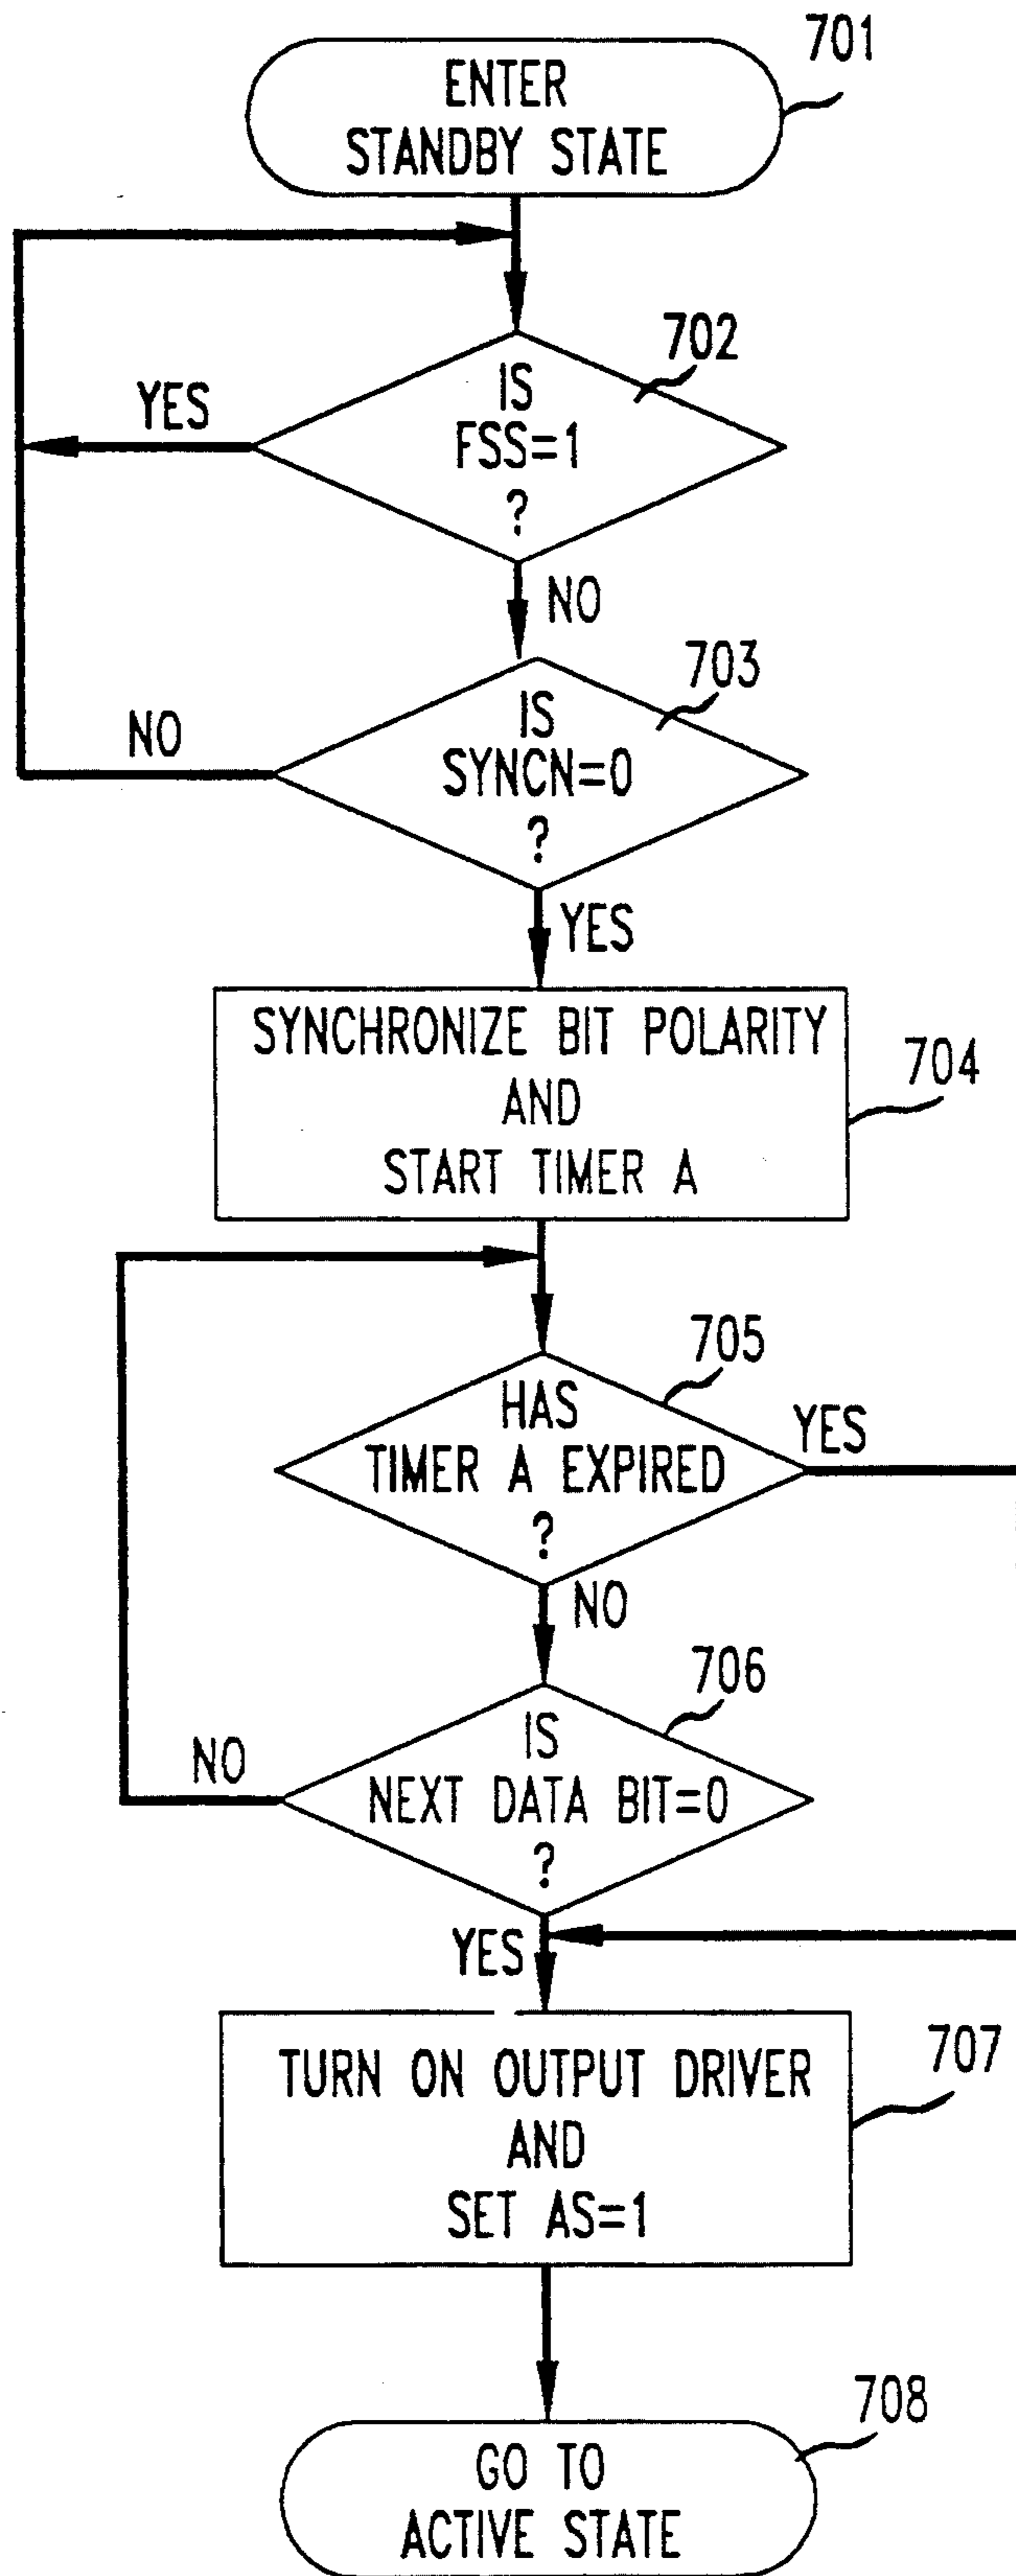 701
ENTER
STANDBY STATE
702
IS
FSS=1
?
YES
NO
703
IS
SYNCN=0
?
NO
YES
SYNCHRONIZE BIT POLARITY
AND
START TIMER A
704
705
HAS
TIMER A EXPIRED
?
YES
NO
706
IS
NEXT DATA BIT=0
?
NO
YES
TURN ON OUTPUT DRIVER
AND
SET AS=1
707
708
GO TO
ACTIVE STATE